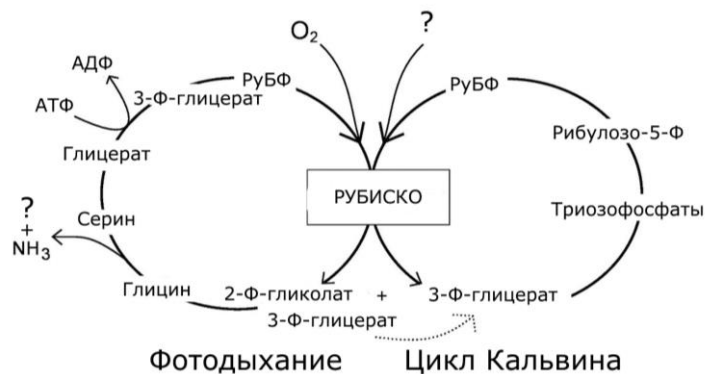 O₂
?
АДФ
РуБФ
РуБФ
АТФ
3-Ф-глицерат
Рибулозо-5-Ф
Глицерат
РУБИСКО
Триозофосфаты
?
+
NH₃
Серин
Глицин
2-Ф-гликолат + 3-Ф-глицерат
3-Ф-глицерат
Фотодыхание Цикл Кальвина